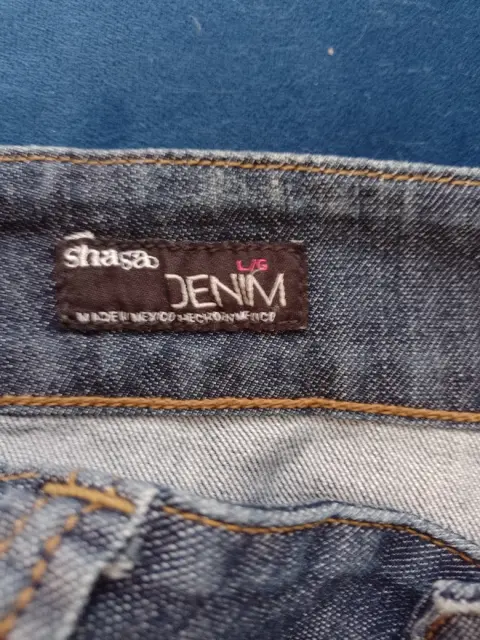 shasa
L/G
DENIM
MADE IN MEXICO HECHO EN MEXICO